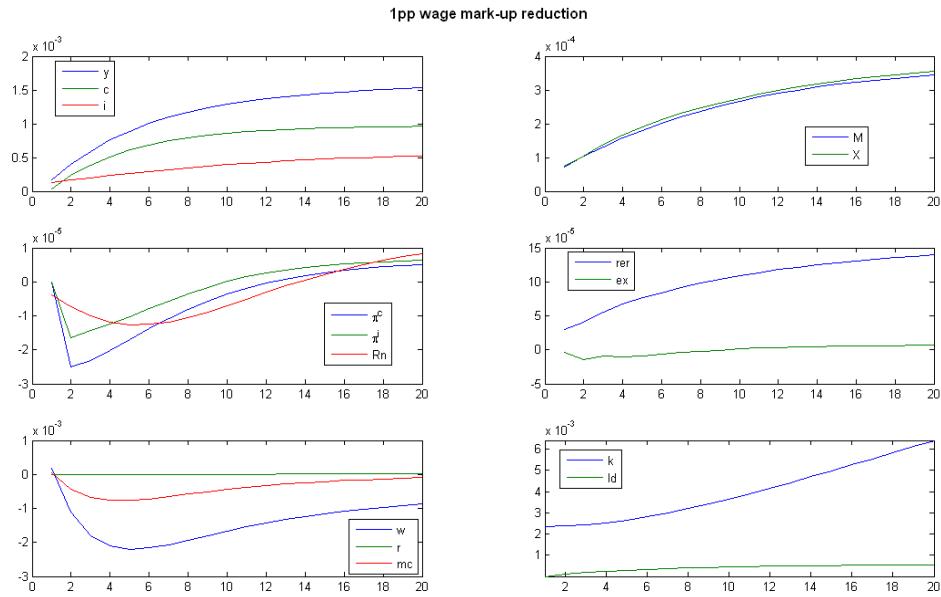 1pp wage mark-up reduction
x 10-3
2
1.5
1
0.5
0
y
c
i
0 2 4 6 8 10 12 14 16 18 20
x 10-4
4
3
2
1
0
M
X
0 2 4 6 8 10 12 14 16 18 20
x 10-5
1
0
-1
-2
-3
πc
πi
Rn
0 2 4 6 8 10 12 14 16 18 20
x 10-5
15
10
5
0
-5
rer
ex
0 2 4 6 8 10 12 14 16 18 20
x 10-3
1
0
-1
-2
-3
w
r
mc
0 2 4 6 8 10 12 14 16 18 20
x 10-3
6
5
4
3
2
1
k
ld
2 4 6 8 10 12 14 16 18 20